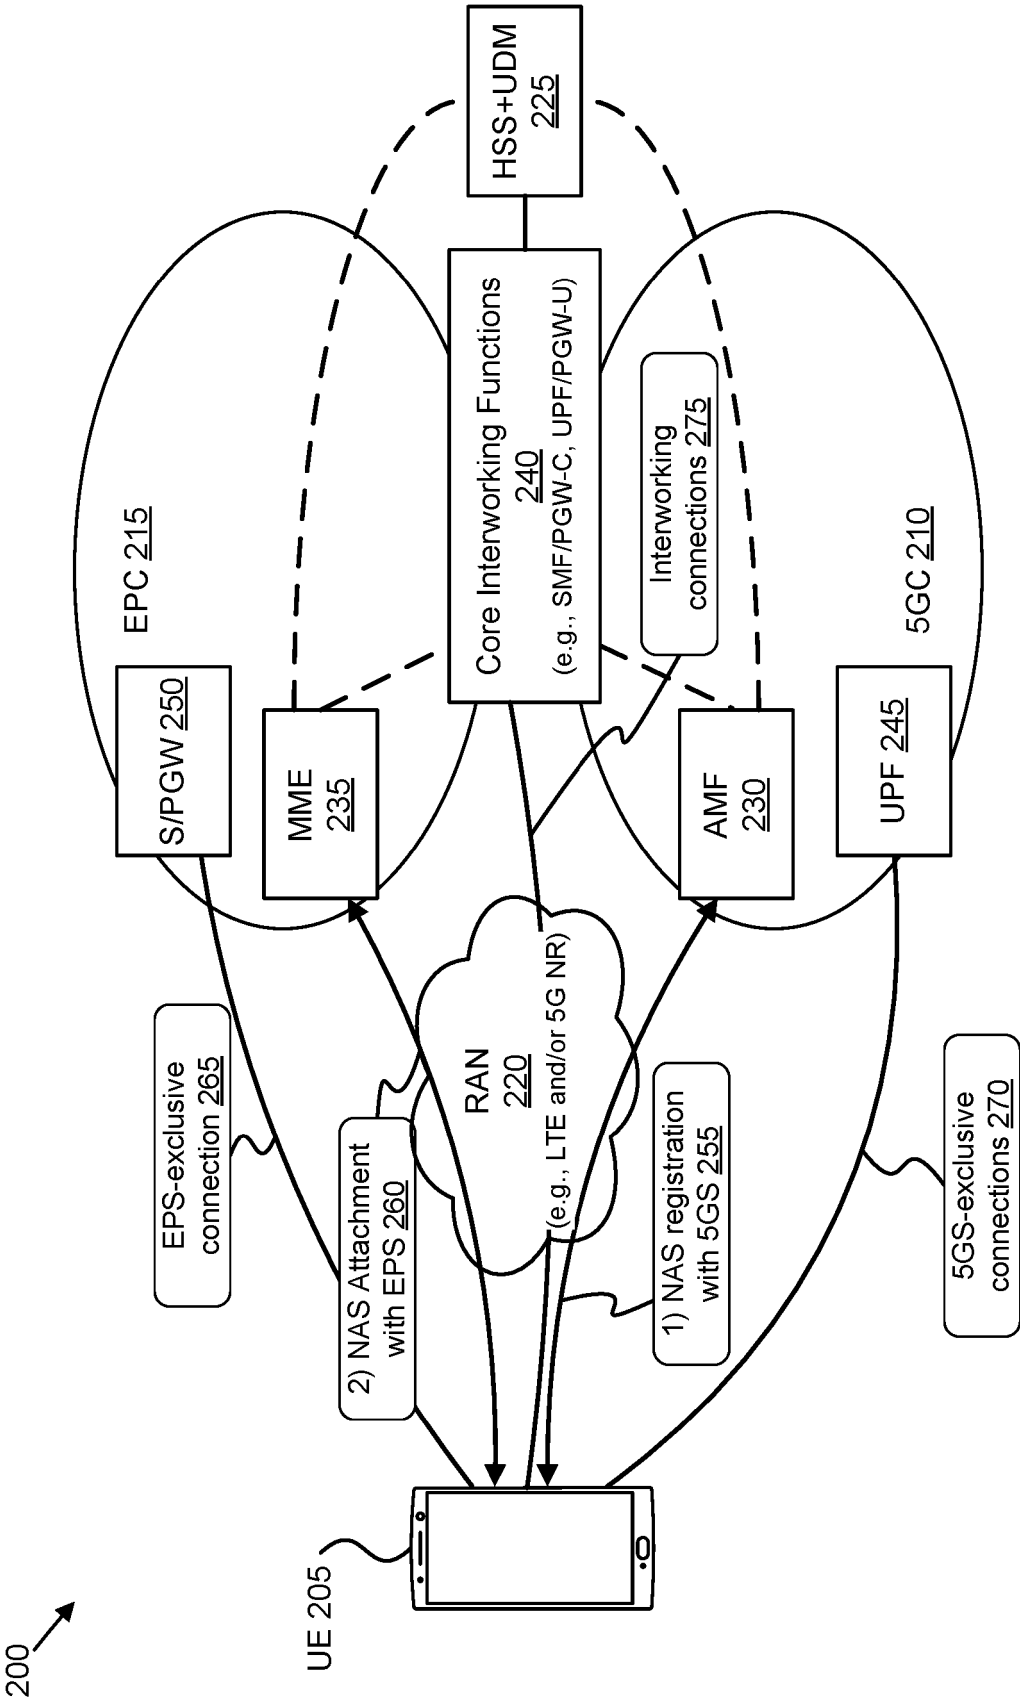 200
UE 205
EPS-exclusive
connection 265
2) NAS Attachment
with EPS 260
RAN
220
(e.g., LTE and/or 5G NR)
1) NAS registration
with 5GS 255
5GS-exclusive
connections 270
S/PGW 250
MME
235
EPC 215
AMF
230
UPF 245
5GC 210
Core Interworking Functions
240
(e.g., SMF/PGW-C, UPF/PGW-U)
Interworking
connections 275
HSS+UDM
225